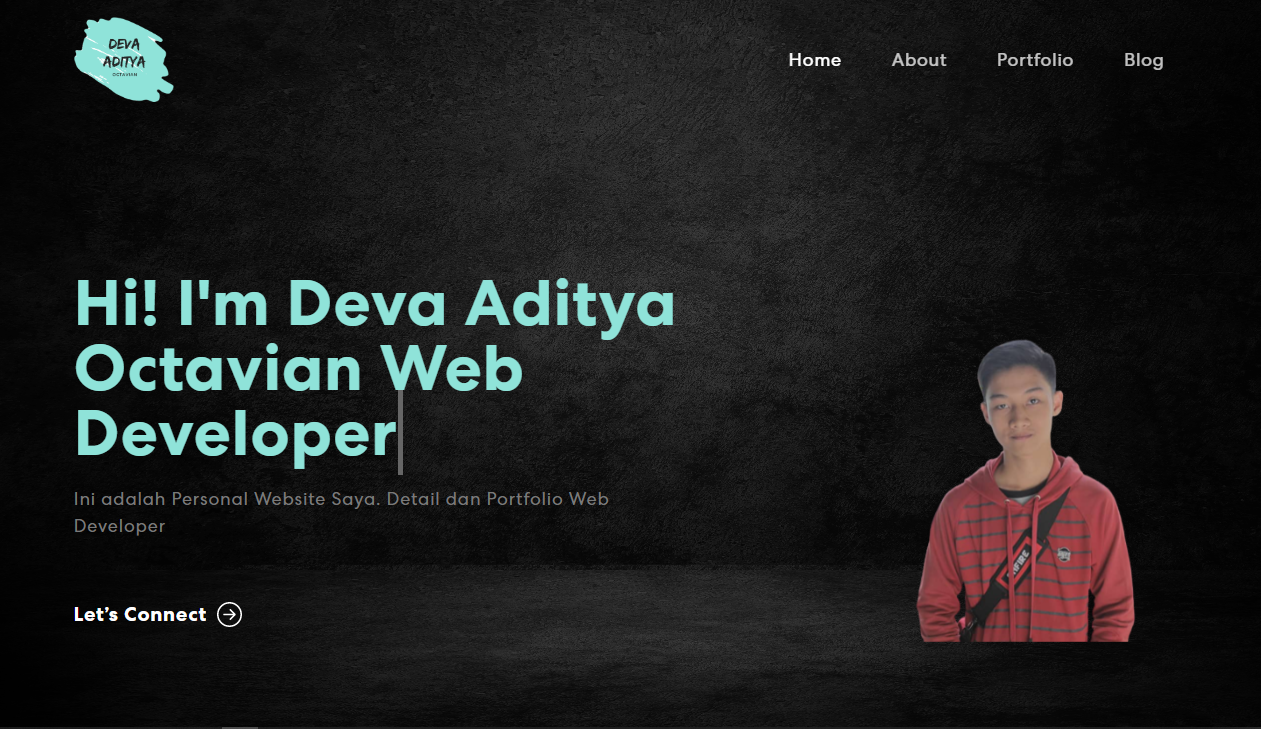 DEVA
ADITYA
OCTAVIAN
Home About Portfolio Blog
Hi! I'm Deva Aditya
Octavian Web
Developer
Ini adalah Personal Website Saya. Detail dan Portfolio Web
Developer
Let’s Connect